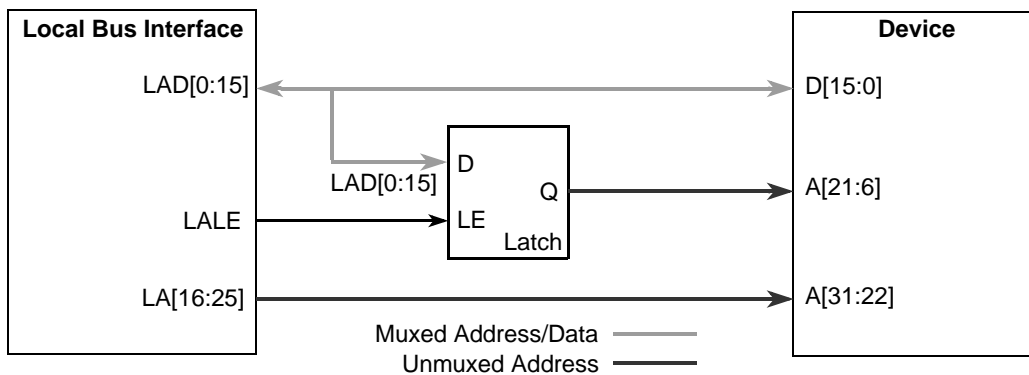 Local Bus Interface
Device
LAD[0:15]
D[15:0]
D
LAD[0:15]
Q
A[21:6]
LALE
LE
Latch
LA[16:25]
A[31:22]
Muxed Address/Data
Unmuxed Address